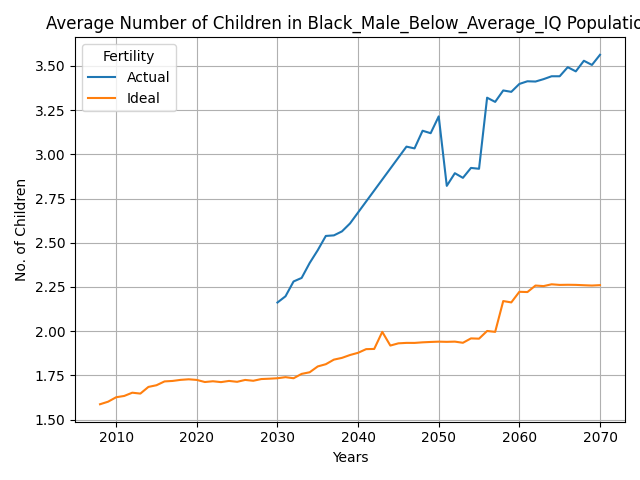 Average Number of Children in Black_Male_Below_Average_IQ Populatio
Fertility
Actual
Ideal
No. of Children
3.50
3.25
3.00
2.75
2.50
2.25
2.00
1.75
1.50
2010 2020 2030 2040 2050 2060 2070
Years